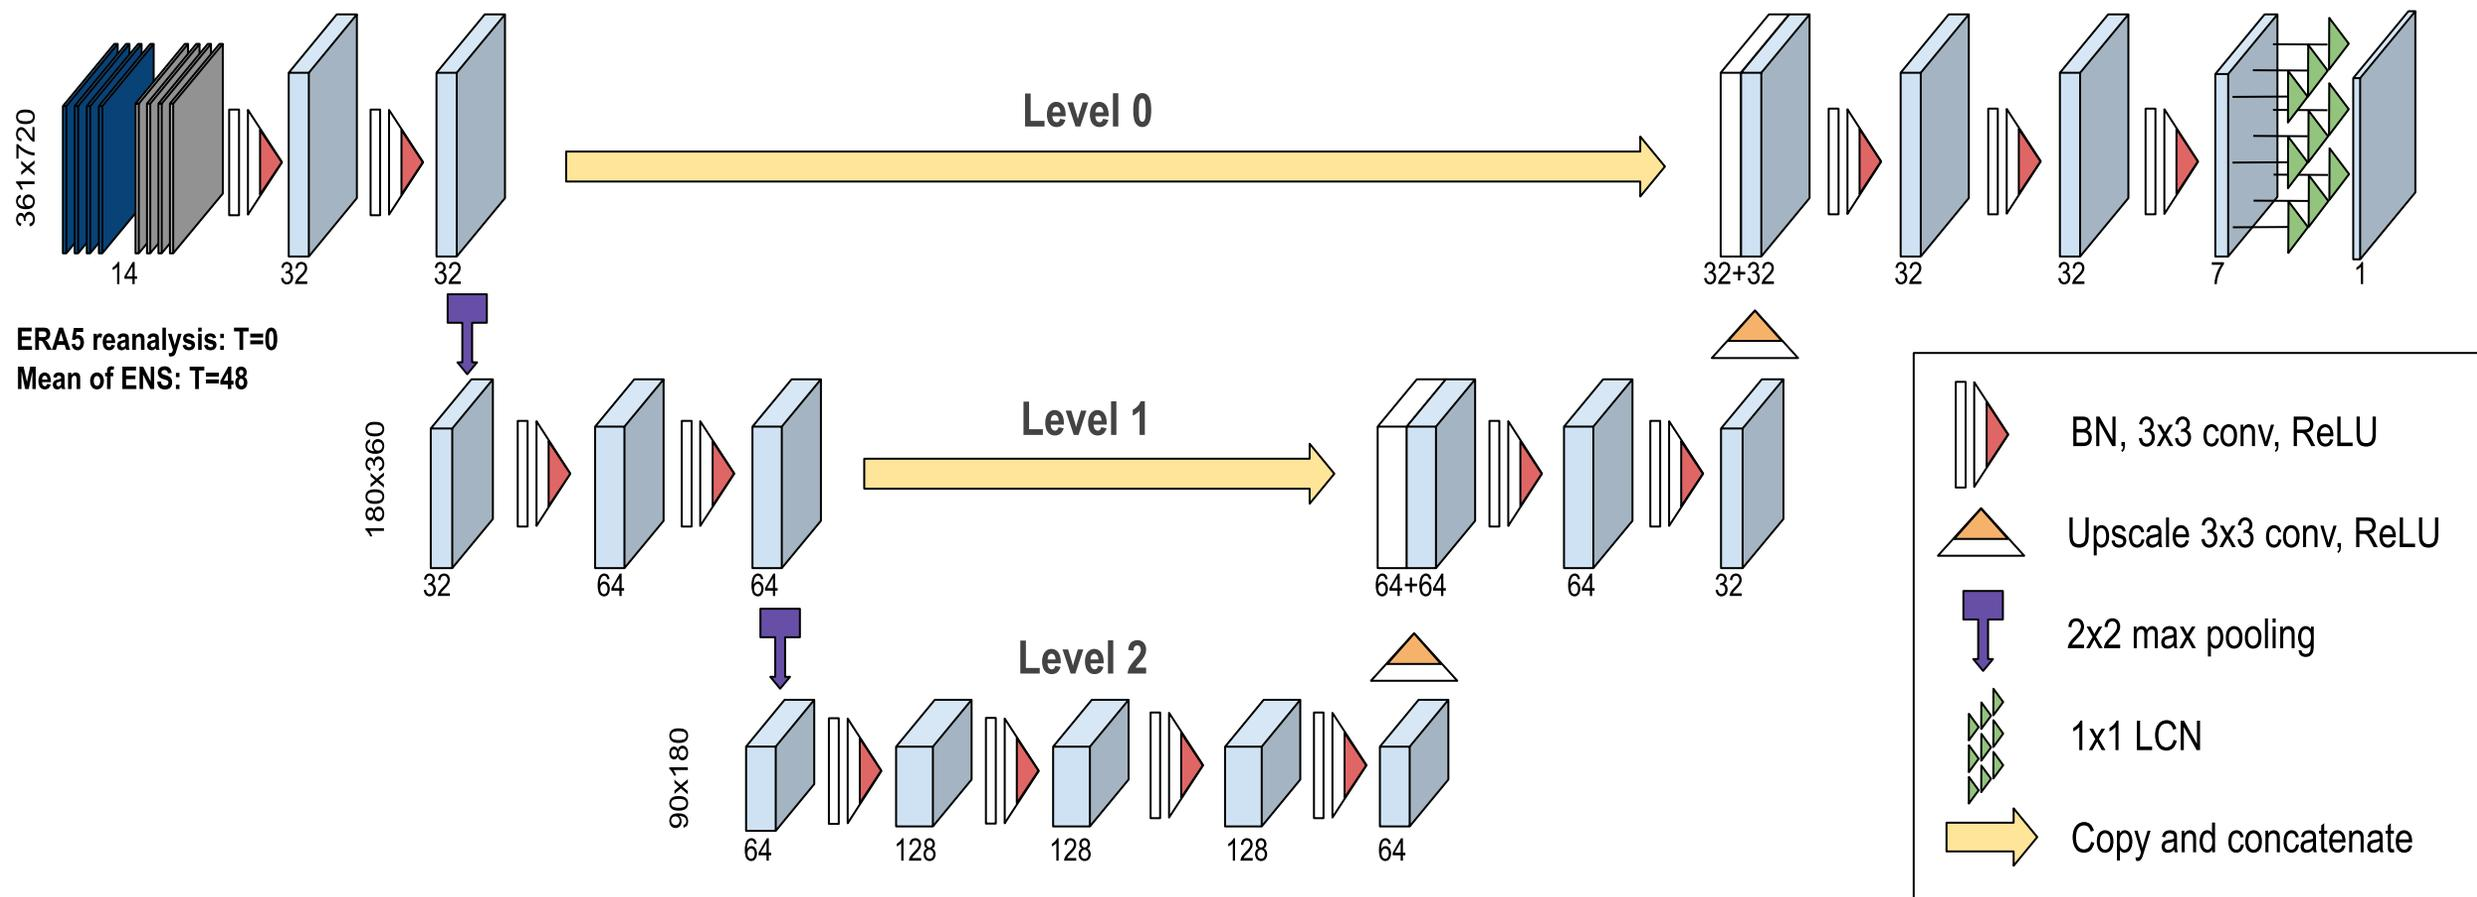 361x720
14
32
32
Level 0
32+32
32
32
7
1
ERA5 reanalysis: T=0
Mean of ENS: T=48
180x360
32
64
64
Level 1
64+64
64
32
90x180
Level 2
64
128
128
128
64
BN, 3x3 conv, ReLU
Upscale 3x3 conv, ReLU
2x2 max pooling
1x1 LCN
Copy and concatenate